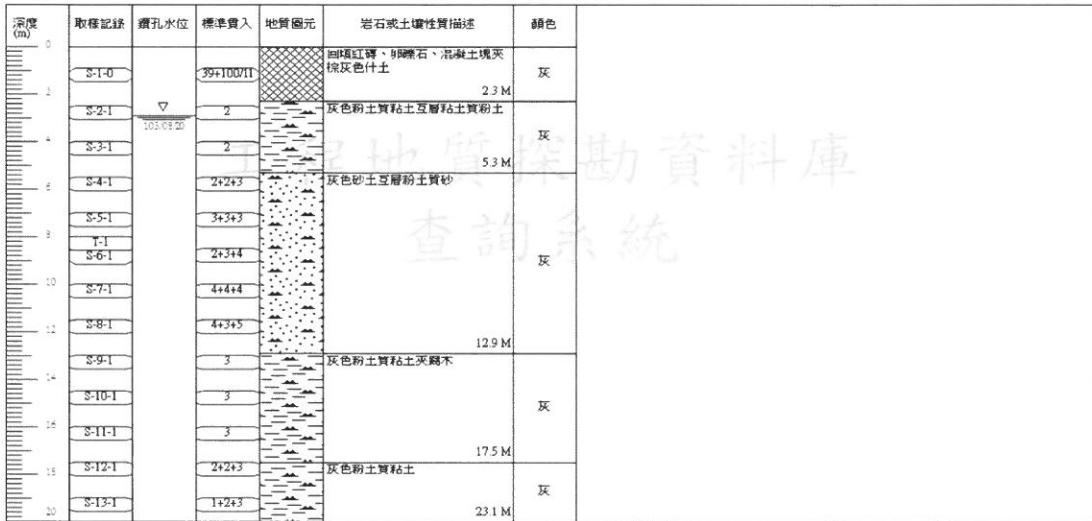 深度
(m)
取樣記錄
鑽孔水位
標準貫入
地質圖元
岩石或土壤性質描述
顏色
0
回填紅磚、卵礫石、混凝土塊夾
棕灰色什土
灰
S-1-0
39+100/11
2
2.3 M
S-2-1
2
灰色粉土質粘土互層粘土質粉土
103/08/20
灰
4
S-3-1
2
5.3 M
6
S-4-1
2+2+3
灰色砂土互層粉土質砂
S-5-1
3+3+3
8
T-1
S-6-1
2+3+4
灰
10
S-7-1
4+4+4
12
S-8-1
4+3+5
12.9 M
S-9-1
3
灰色粉土質粘土夾腐木
14
S-10-1
3
灰
16
S-11-1
3
17.5 M
18
S-12-1
2+2+3
灰色粉土質粘土
灰
S-13-1
1+2+3
20
23.1 M
工程地質探勘資料庫
查詢系統